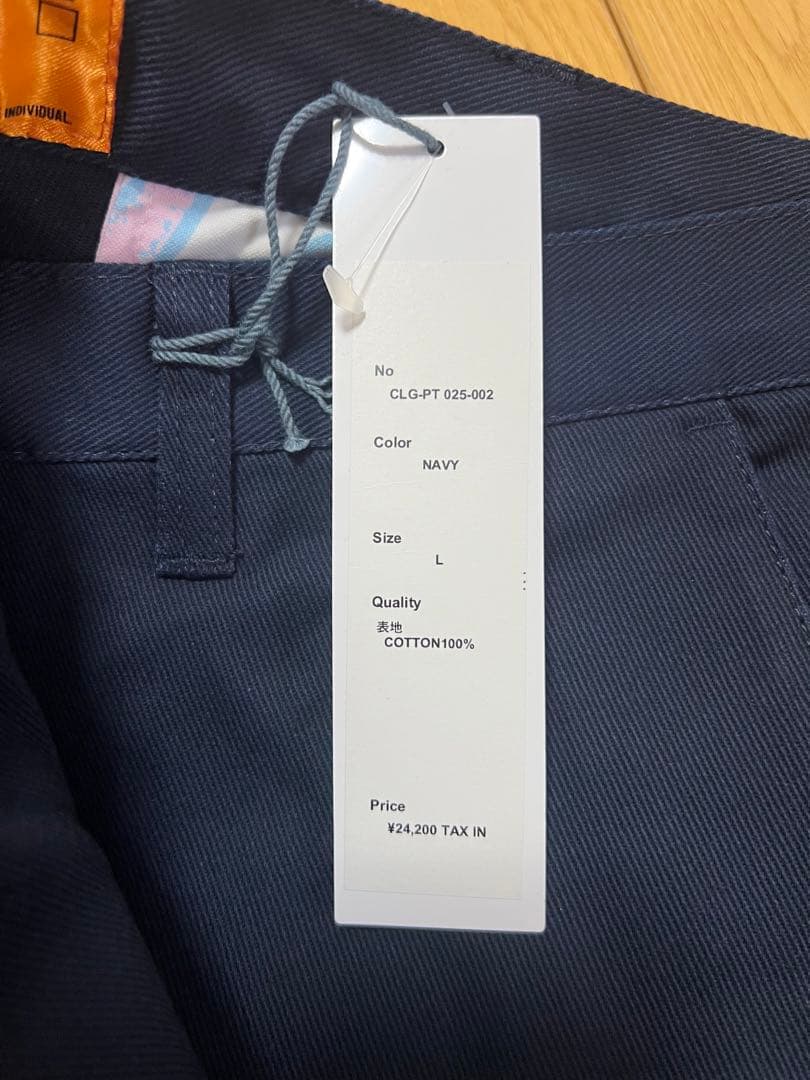 INDIVIDUAL
No
CLG-PT 025-002
Color
NAVY
Size
L
Quality
表地
COTTON100%
Price
¥24,200 TAX IN